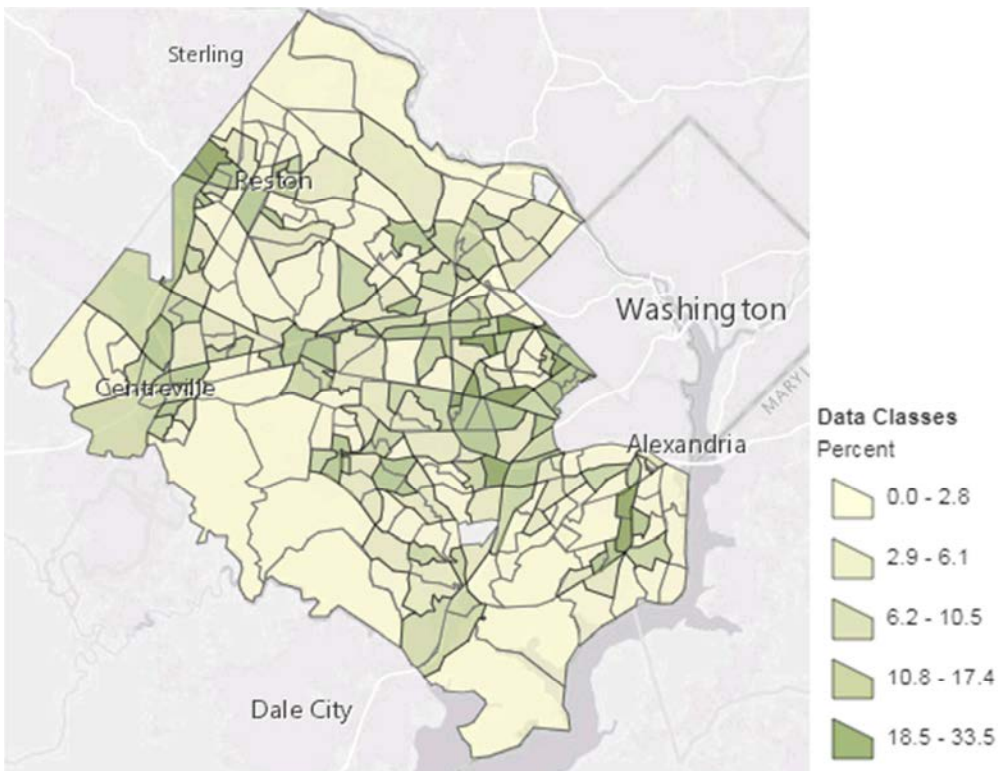 Sterling
Reston
Washington
Centreville
MARYL
Alexandria
Dale City
Data Classes
Percent
0.0 - 2.8
2.9 - 6.1
6.2 - 10.5
10.8 - 17.4
18.5 - 33.5